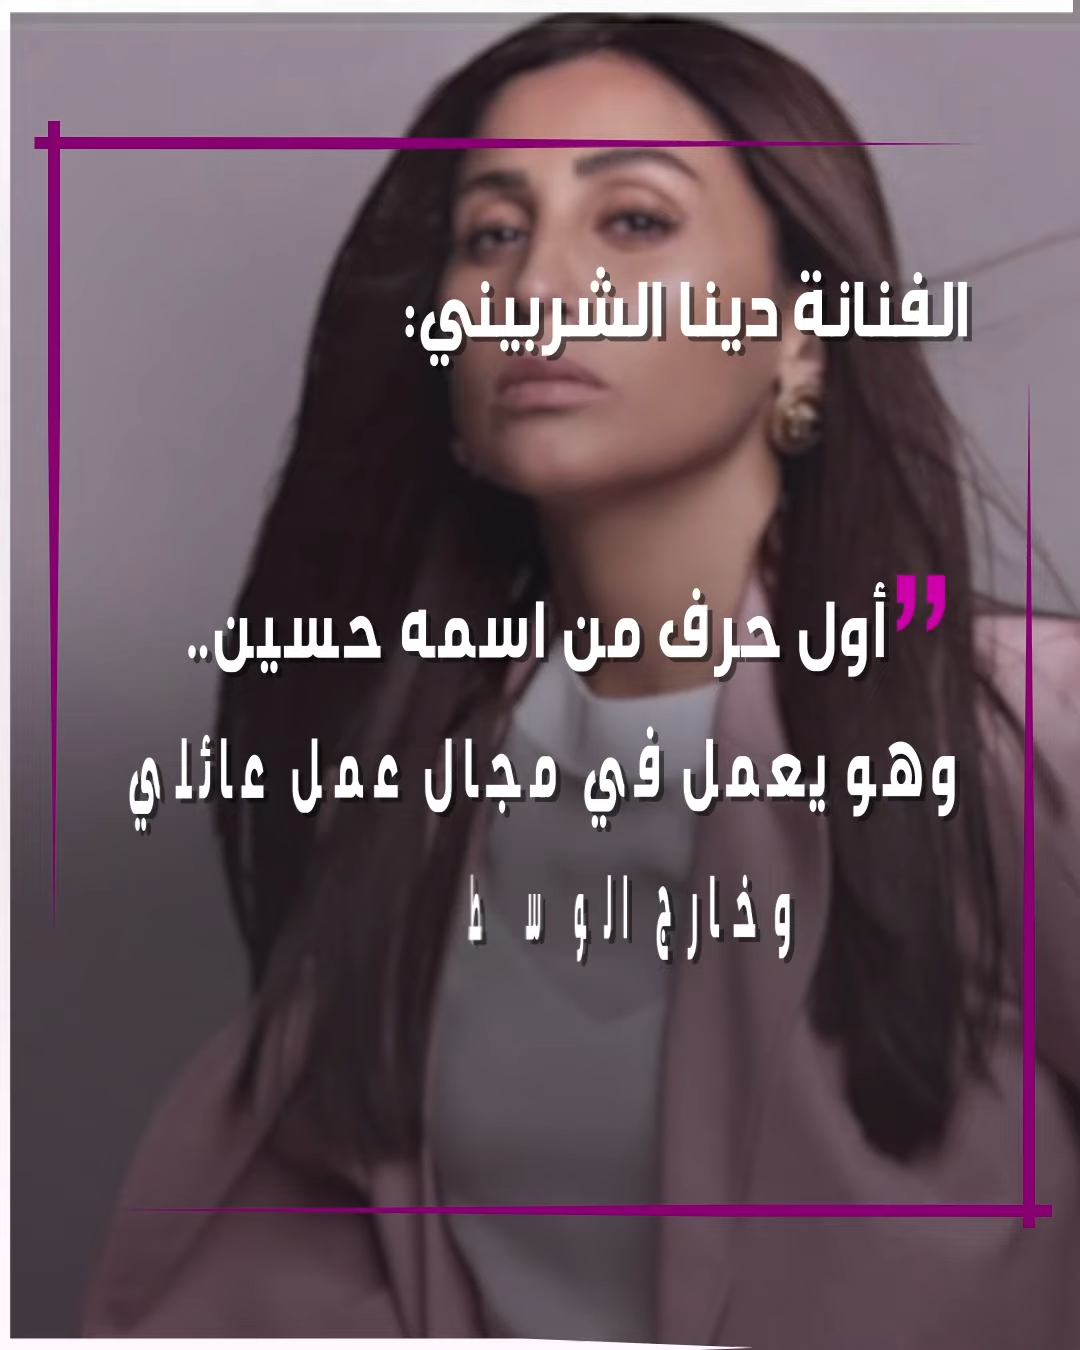 الفنانة دينا الشربيني:
”أول حرف من اسمه حسين..
وهو يعمل في مجال عمل عائلي
وخارج الوسط